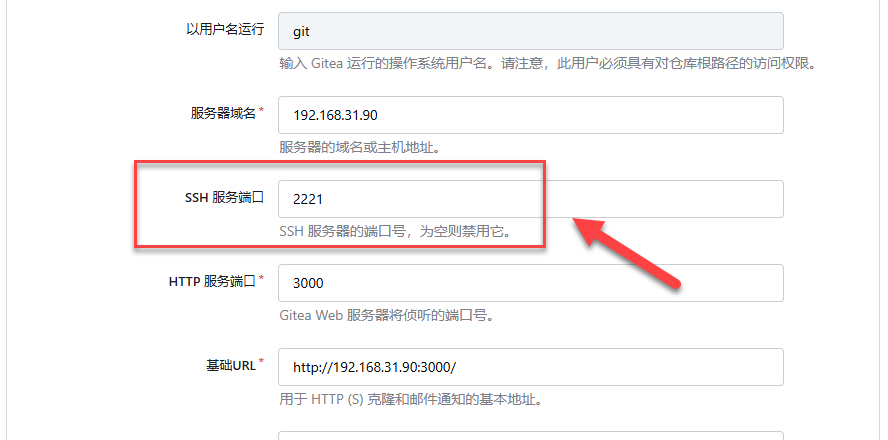 以用户名运行
git
输入 Gitea 运行的操作系统用户名。请注意，此用户必须具有对仓库根路径的访问权限。
服务器域名*
192.168.31.90
服务器的域名或主机地址。
SSH 服务端口
2221
SSH 服务器的端口号，为空则禁用它。
HTTP 服务端口*
3000
Gitea Web 服务器将侦听的端口号。
基础URL*
http://192.168.31.90:3000/
用于 HTTP (S) 克隆和邮件通知的基本地址。